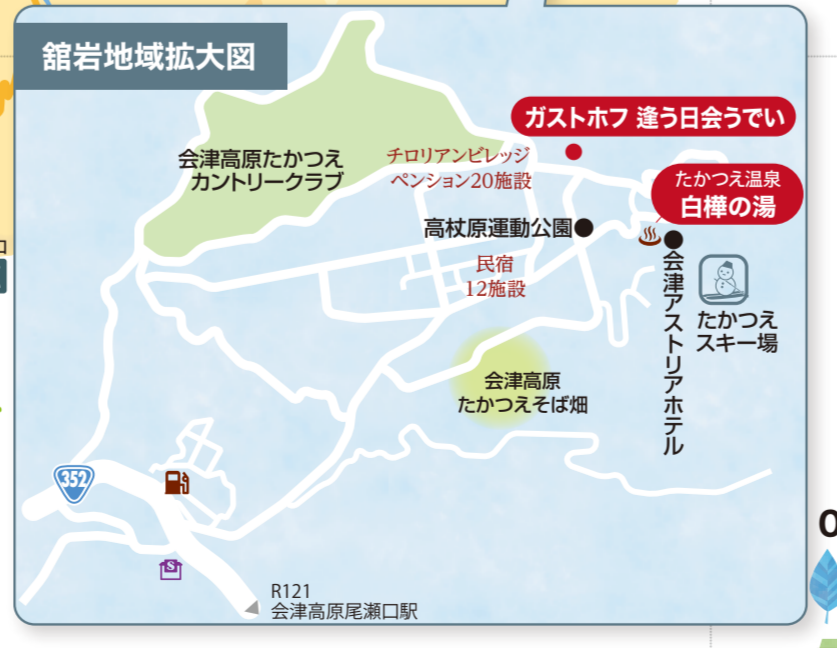 舘岩地域拡大図
ガストホフ 逢う日会うでい
会津高原たかつえ
カントリークラブ
チロリアンビレッジ
ペンション20施設
たかつえ温泉
白樺の湯
高杖原運動公園
民宿
12施設
会津アストリアホテル
たかつえ
スキー場
会津高原
たかつえそば畑
352
S
R121
会津高原尾瀬口駅